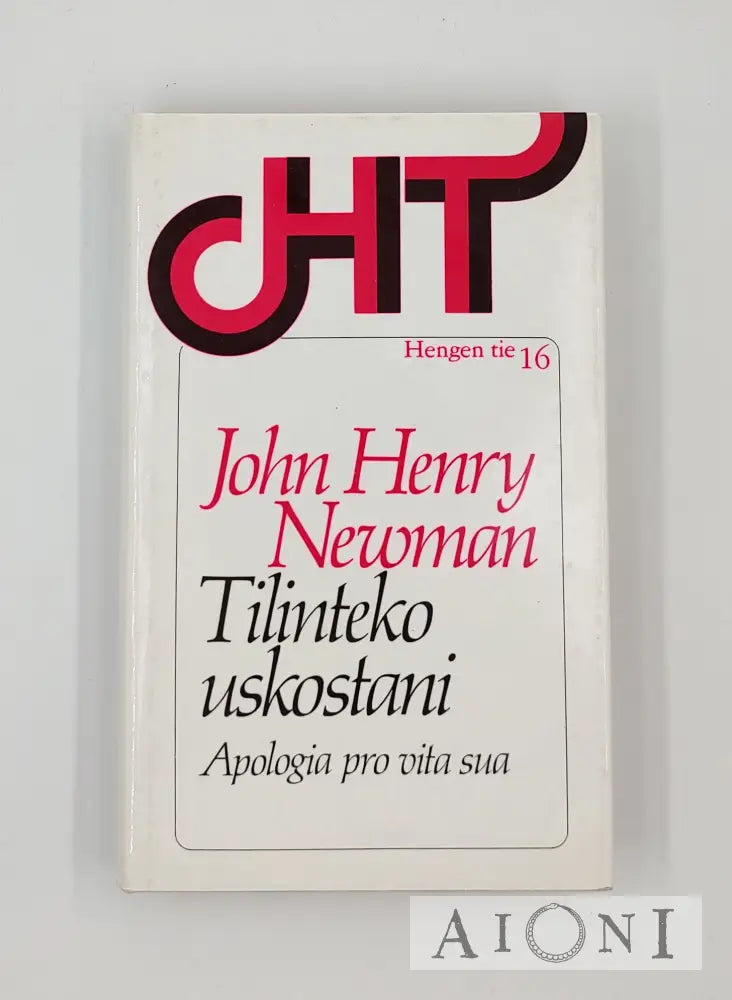 HT
Hengen tie 16
John Henry
Newman
Tilinteko
uskostani
Apologia pro vita sua
AIONI